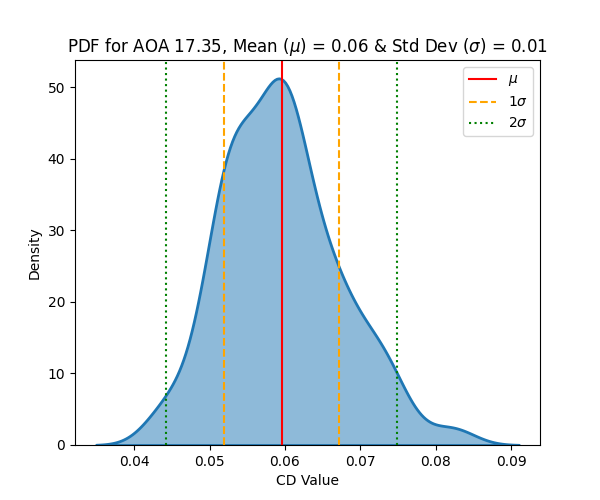 PDF for AOA 17.35, Mean (μ) = 0.06 & Std Dev (σ) = 0.01
μ
1σ
2σ
50
40
30
20
10
0
Density
0.04 0.05 0.06 0.07 0.08 0.09
CD Value